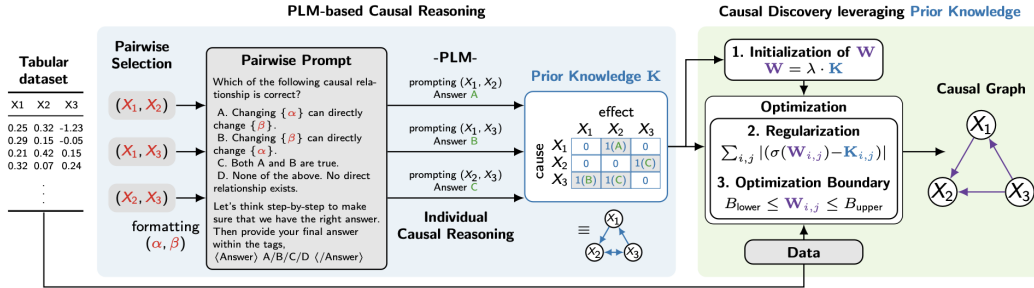 PLM-based Causal Reasoning
Causal Discovery leveraging Prior Knowledge
Tabular
dataset
X1 X2 X3
0.25 0.32 -1.23
0.29 0.15 -0.05
0.21 0.42 0.15
0.32 0.07 0.24
Pairwise
Selection
(X₁, X₂)
(X₁, X₃)
(X₂, X₃)
formatting
(α, β)
Pairwise Prompt
Which of the following causal rela-
tionship is correct?
A. Changing {α} can directly
change {β}.
B. Changing {β} can directly
change {α}.
C. Both A and B are true.
D. None of the above. No direct
relationship exists.
Let's think step-by-step to make
sure that we have the right answer.
Then provide your final answer
within the tags,
⟨Answer⟩ A/B/C/D ⟨/Answer⟩
-PLM-
prompting (X₁, X₂)
Answer A
prompting (X₁, X₃)
Answer B
prompting (X₂, X₃)
Answer C
Individual
Causal Reasoning
Prior Knowledge K
effect
X₁ X₂ X₃
cause
X₁ 0 1(A) 0
X₂ 0 0 1(C)
X₃ 1(B) 1(C) 0
≡
X₁
X₂ X₃
1. Initialization of W
W = λ · K
Optimization
2. Regularization
∑ᵢ,ⱼ |(σ(Wᵢ,ⱼ)−Kᵢ,ⱼ)|
3. Optimization Boundary
B_lower ≤ Wᵢ,ⱼ ≤ B_upper
Data
Causal Graph
X₁
X₂ X₃